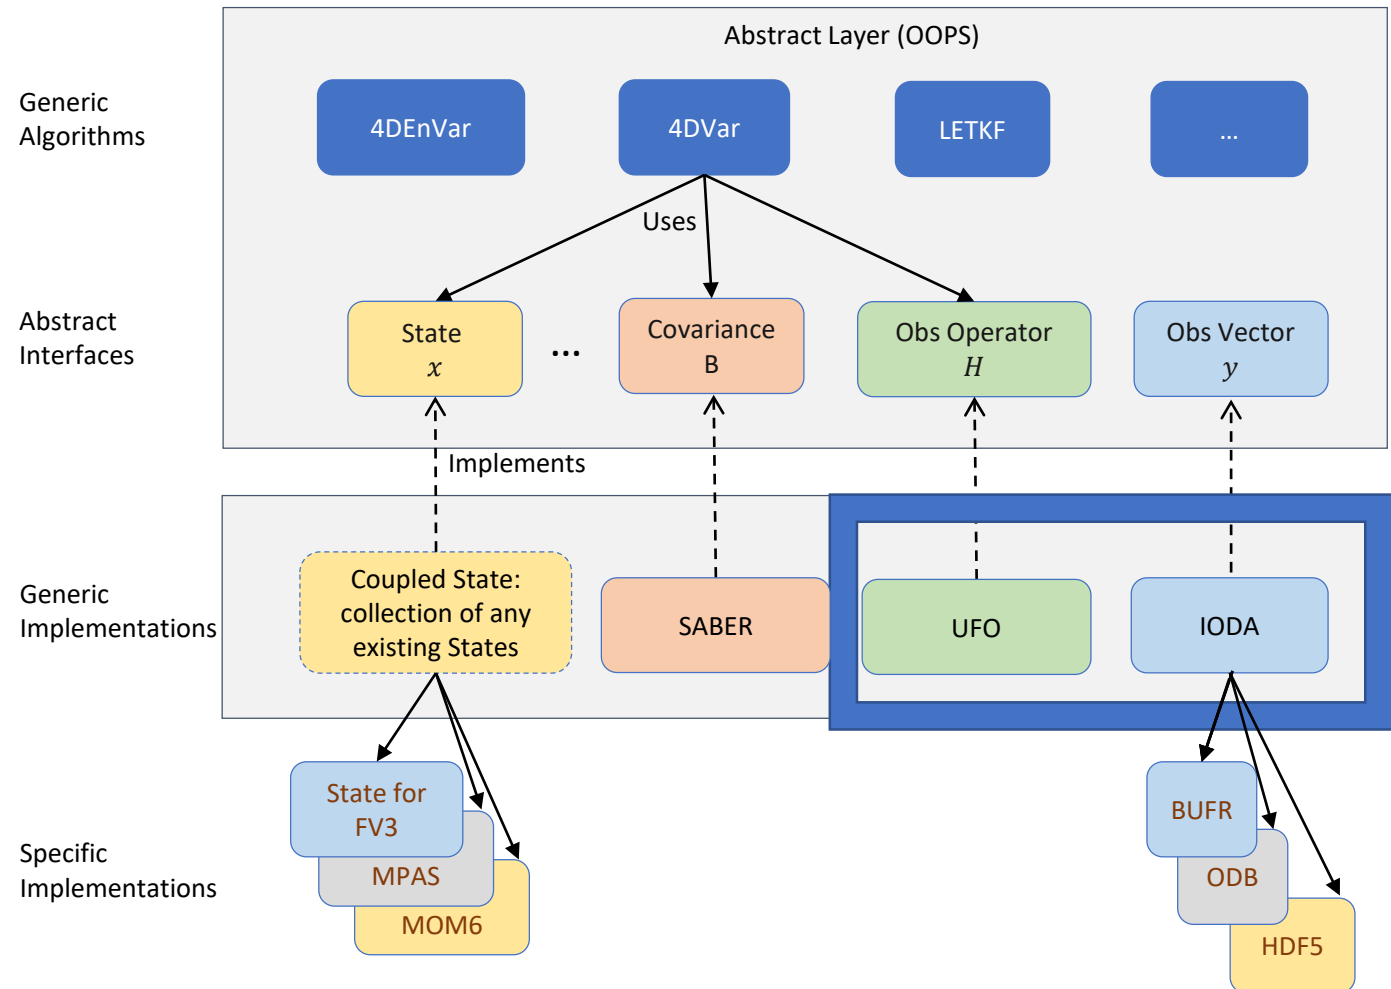 Abstract Layer (OOPS)
Generic
Algorithms
4DEnVar
4DVar
LETKF
...
Uses
Abstract
Interfaces
State
x
...
Covariance
B
Obs Operator
H
Obs Vector
y
Implements
Generic
Implementations
Coupled State:
collection of any
existing States
SABER
UFO
IODA
Specific
Implementations
State for
FV3
MPAS
MOM6
BUFR
ODB
HDF5